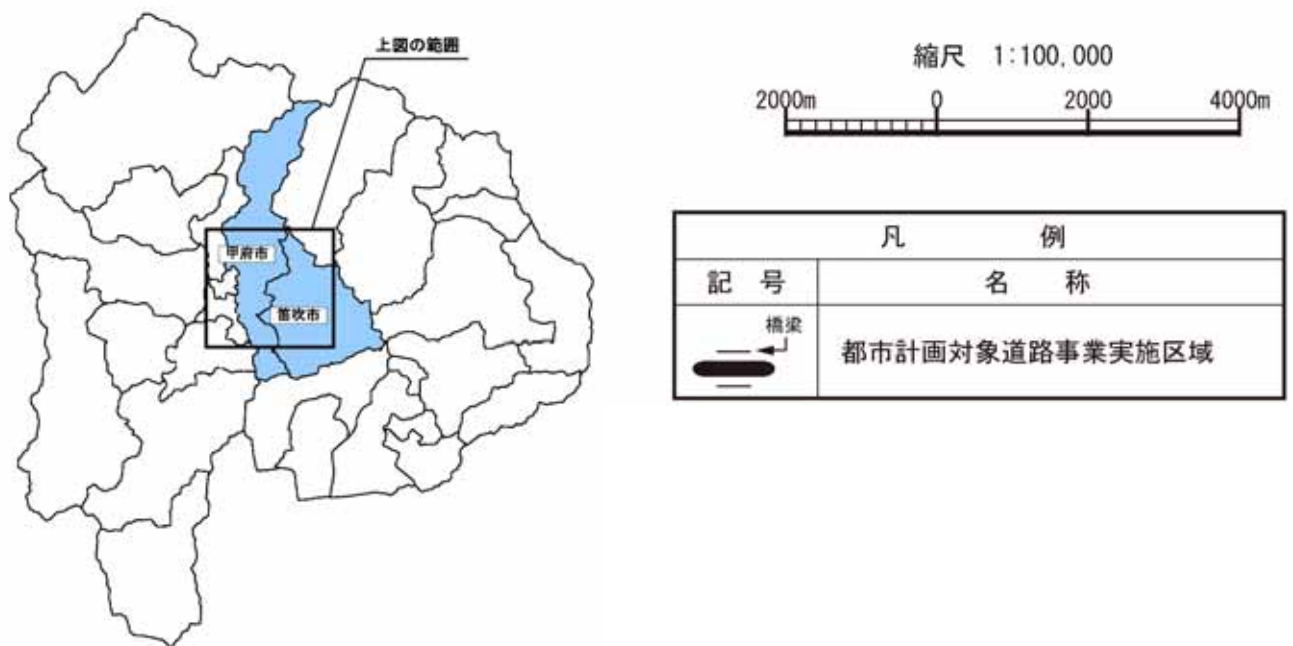 上図の範囲
甲府市
笛吹市
縮尺 1:100,000
2000m 0 2000 4000m
凡 例
記 号 名 称
橋梁
都市計画対象道路事業実施区域